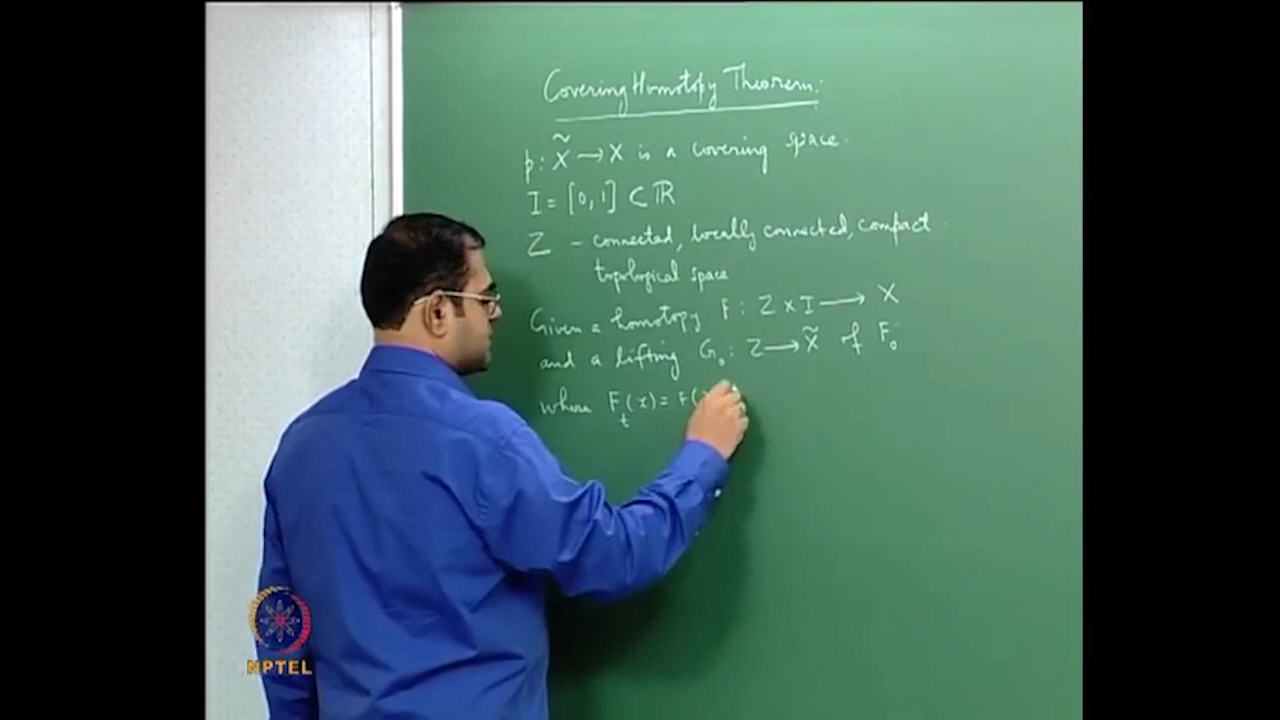 Covering Homotopy Theorem:
p: X̃ → X is a covering space.
I = [0,1] ⊂ ℝ
Z – connected, locally connected, compact
topological space
Given a homotopy F: Z × I → X
and a lifting G₀: Z → X̃ of F₀
where Fₜ(z) = F(
NPTEL